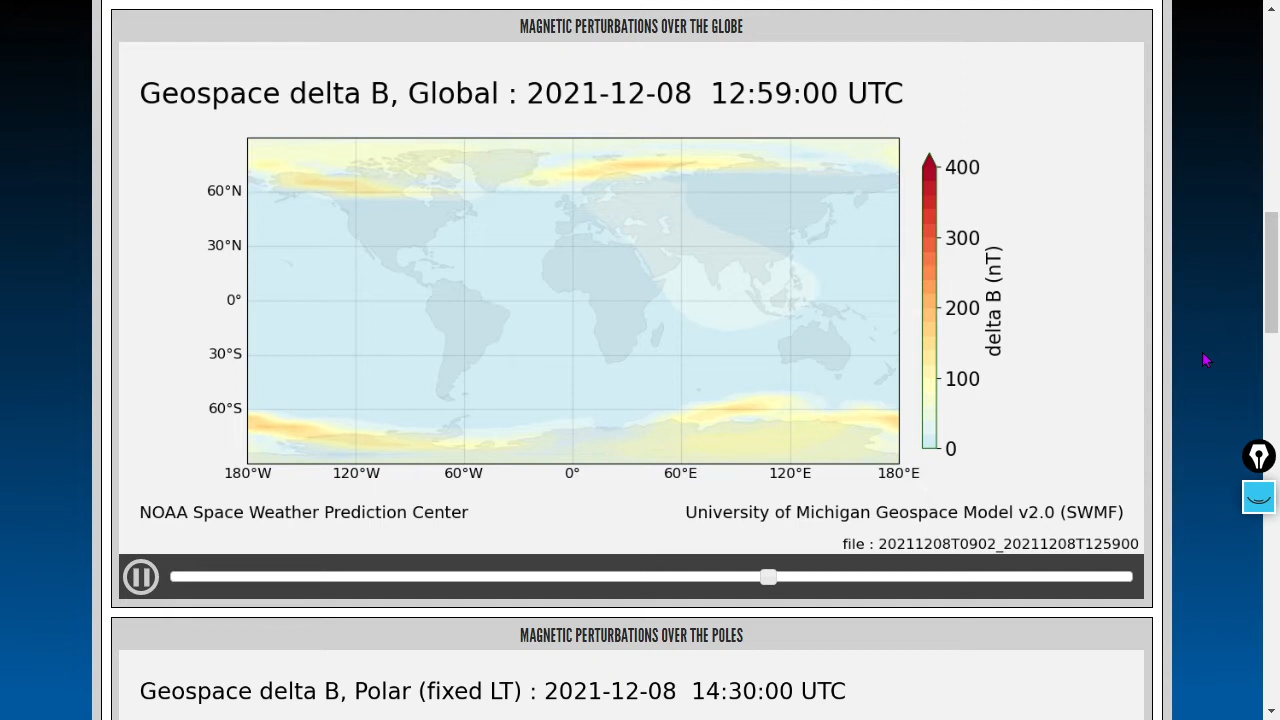 MAGNETIC PERTURBATIONS OVER THE GLOBE
Geospace delta B, Global : 2021-12-08 12:59:00 UTC
400
300
200
100
0
delta B (nT)
60°N
30°N
0°
30°S
60°S
180°W 120°W 60°W 0° 60°E 120°E 180°E
NOAA Space Weather Prediction Center
University of Michigan Geospace Model v2.0 (SWMF)
file : 20211208T0902_20211208T125900
MAGNETIC PERTURBATIONS OVER THE POLES
Geospace delta B, Polar (fixed LT) : 2021-12-08 14:30:00 UTC